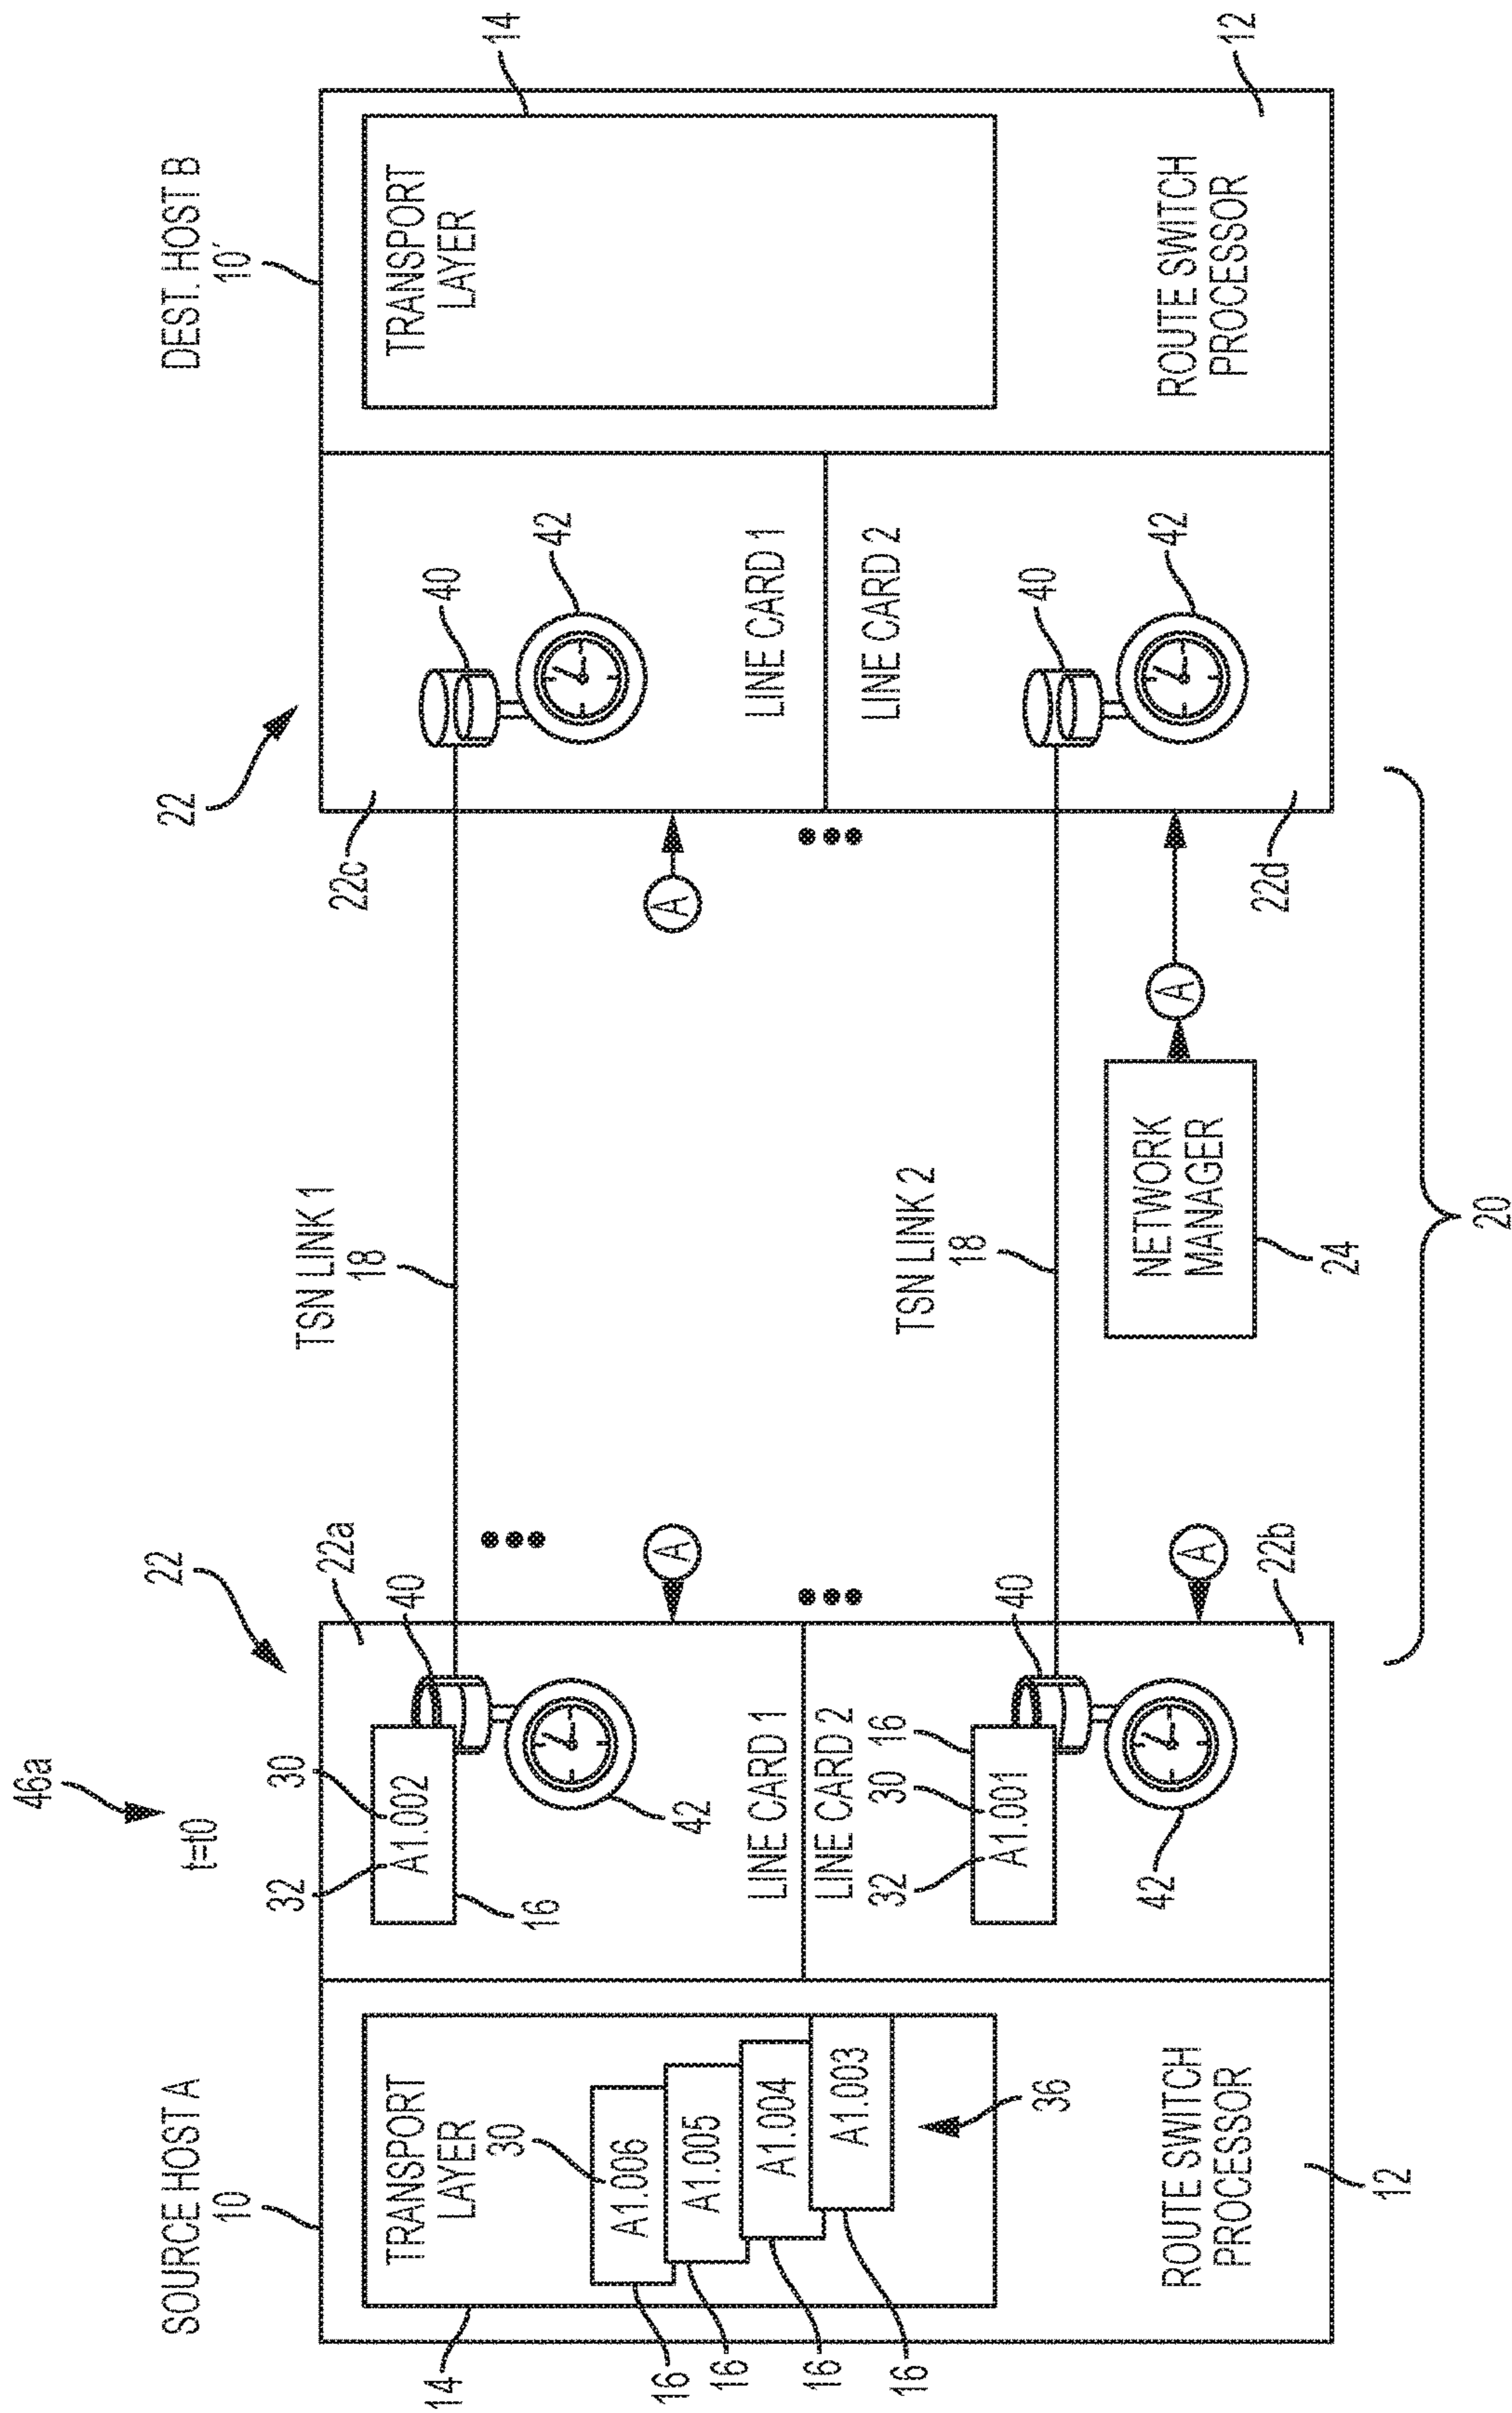 46a
t=t0
SOURCE HOST A
10
TRANSPORT
LAYER
14
30
A1.006
A1.005
A1.004
A1.003
16
16
16
16
36
ROUTE SWITCH
PROCESSOR
12
22
22a
32
30
A1.002
16
40
42
LINE CARD 1
LINE CARD 2
32
30
16
A1.001
40
42
22b
A
A
TSN LINK 1
18
TSN LINK 2
18
NETWORK
MANAGER
24
A
A
20
DEST. HOST B
10′
22
22c
40
42
LINE CARD 1
LINE CARD 2
40
42
22d
TRANSPORT
LAYER
14
ROUTE SWITCH
PROCESSOR
12